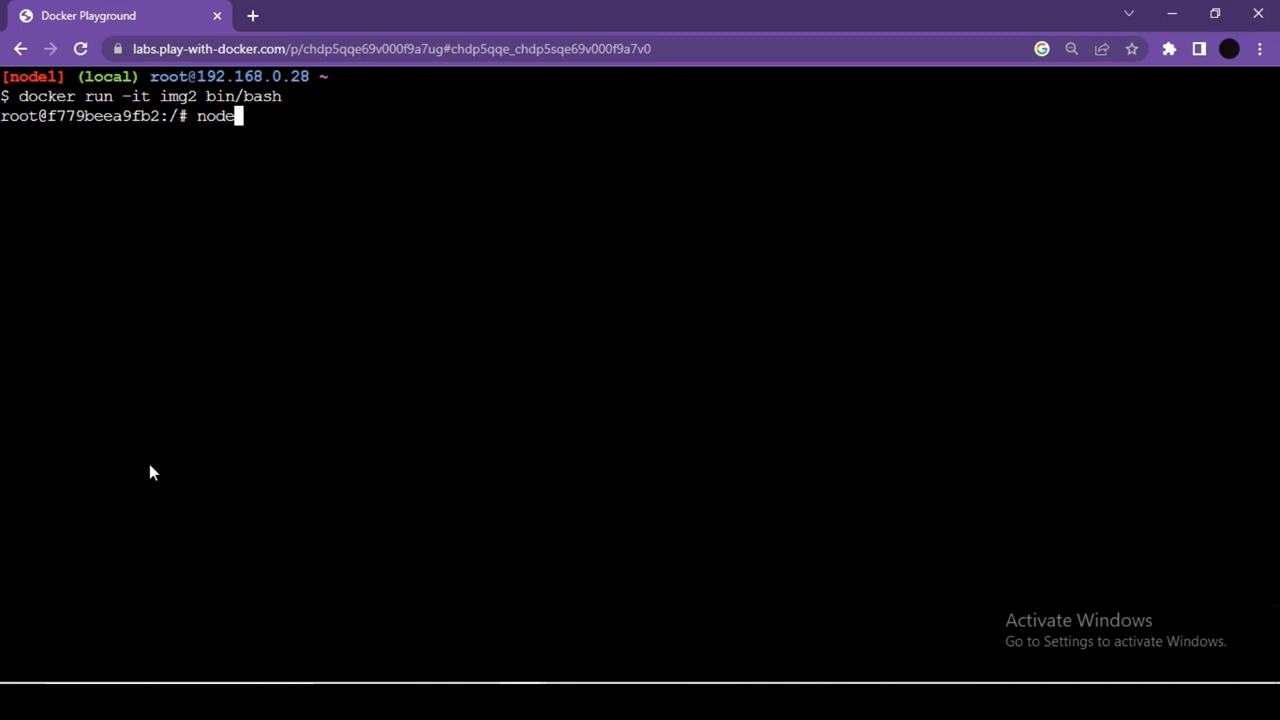 Docker Playground
labs.play-with-docker.com/p/chdp5qqe69v000f9a7ug#chdp5qqe_chdp5sqe69v000f9a7v0
[node1] (local) root@192.168.0.28 ~
$ docker run -it img2 bin/bash
root@f779beea9fb2:/# node
Activate Windows
Go to Settings to activate Windows.